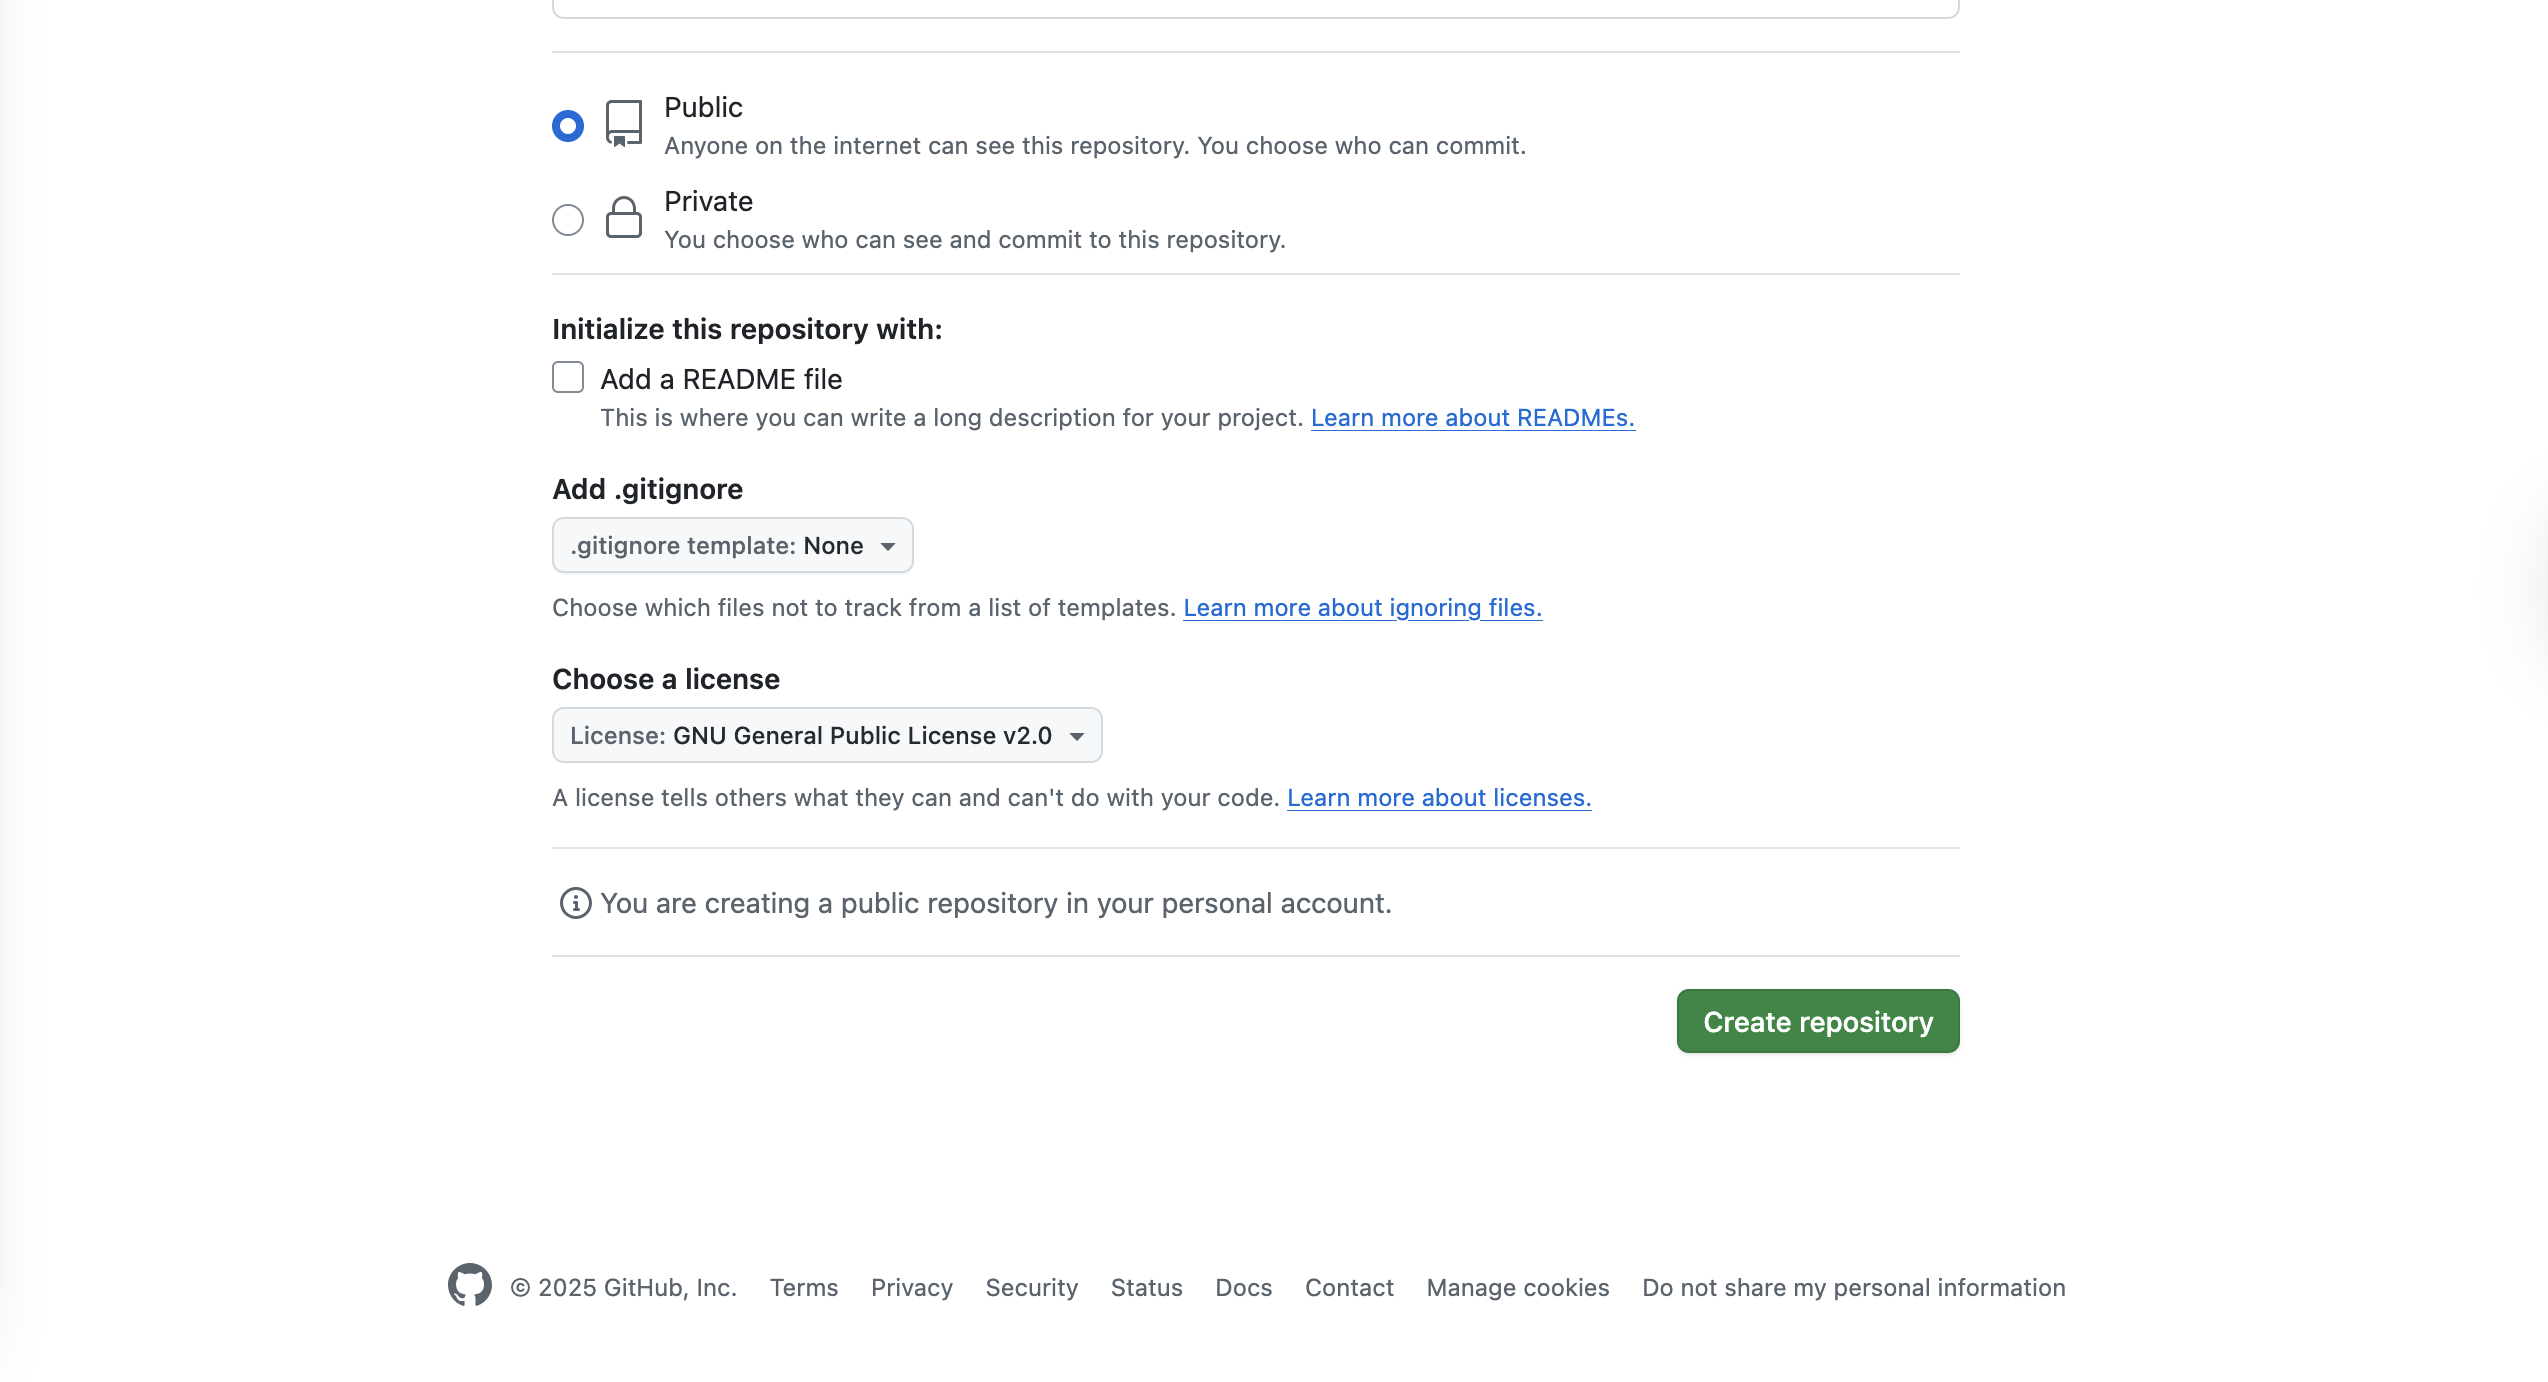 Public
Anyone on the internet can see this repository. You choose who can commit.
Private
You choose who can see and commit to this repository.
Initialize this repository with:
Add a README file
This is where you can write a long description for your project. Learn more about READMEs.
Add .gitignore
.gitignore template: None
Choose which files not to track from a list of templates. Learn more about ignoring files.
Choose a license
License: GNU General Public License v2.0
A license tells others what they can and can't do with your code. Learn more about licenses.
You are creating a public repository in your personal account.
Create repository
© 2025 GitHub, Inc. Terms Privacy Security Status Docs Contact Manage cookies Do not share my personal information